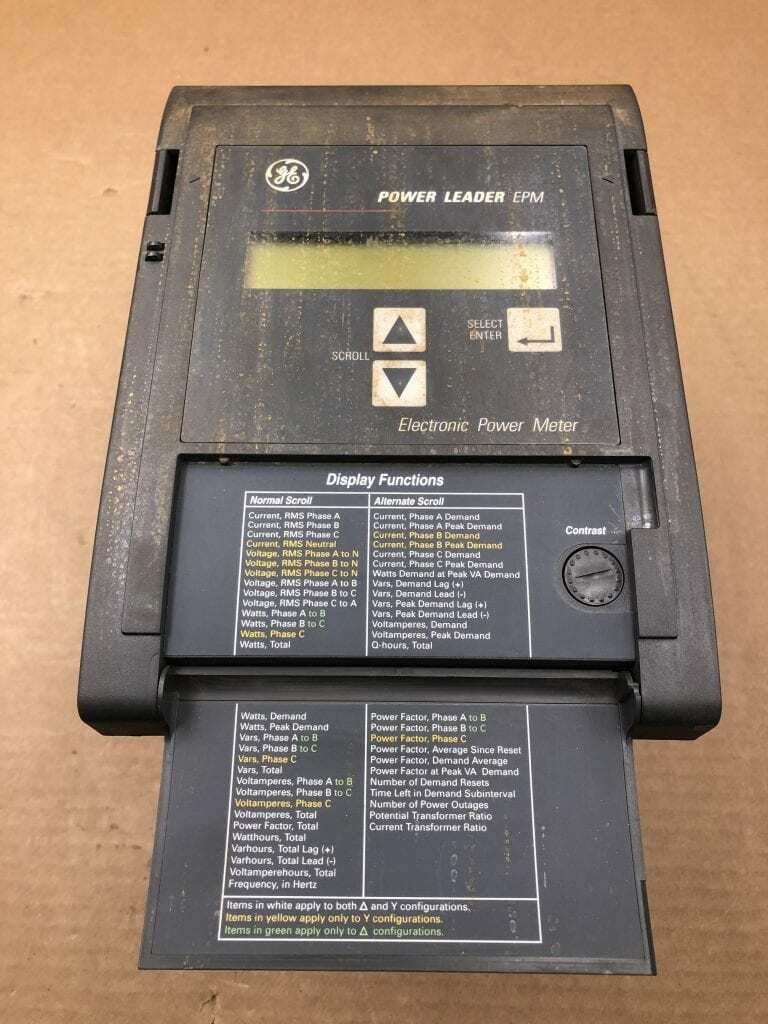 GE
POWER LEADER EPM
SELECT
ENTER
SCROLL
Electronic Power Meter
Display Functions
Normal Scroll
Current, RMS Phase A
Current, RMS Phase B
Current, RMS Phase C
Current, RMS Neutral
Voltage, RMS Phase A to N
Voltage, RMS Phase B to N
Voltage, RMS Phase C to N
Voltage, RMS Phase A to B
Voltage, RMS Phase B to C
Voltage, RMS Phase C to A
Watts, Phase A to B
Watts, Phase B to C
Watts, Phase C
Watts, Total
Alternate Scroll
Current, Phase A Demand
Current, Phase A Peak Demand
Current, Phase B Demand
Current, Phase B Peak Demand
Current, Phase C Demand
Current, Phase C Peak Demand
Watts Demand at Peak VA Demand
Vars, Demand Lag (+)
Vars, Demand Lead (-)
Vars, Peak Demand Lag (+)
Vars, Peak Demand Lead (-)
Voltamperes, Demand
Voltamperes, Peak Demand
Q-hours, Total
Contrast
Watts, Demand
Watts, Peak Demand
Vars, Phase A to B
Vars, Phase B to C
Vars, Phase C
Vars, Total
Voltamperes, Phase A to B
Voltamperes, Phase B to C
Voltamperes, Phase C
Voltamperes, Total
Power Factor, Total
Watthours, Total
Varhours, Total Lag (+)
Varhours, Total Lead (-)
Voltamperehours, Total
Frequency, in Hertz
Power Factor, Phase A to B
Power Factor, Phase B to C
Power Factor, Phase C
Power Factor, Average Since Reset
Power Factor, Demand Average
Power Factor at Peak VA Demand
Number of Demand Resets
Time Left in Demand Subinterval
Number of Power Outages
Potential Transformer Ratio
Current Transformer Ratio
Items in white apply to both Δ and Y configurations.
Items in yellow apply only to Y configurations.
Items in green apply only to Δ configurations.